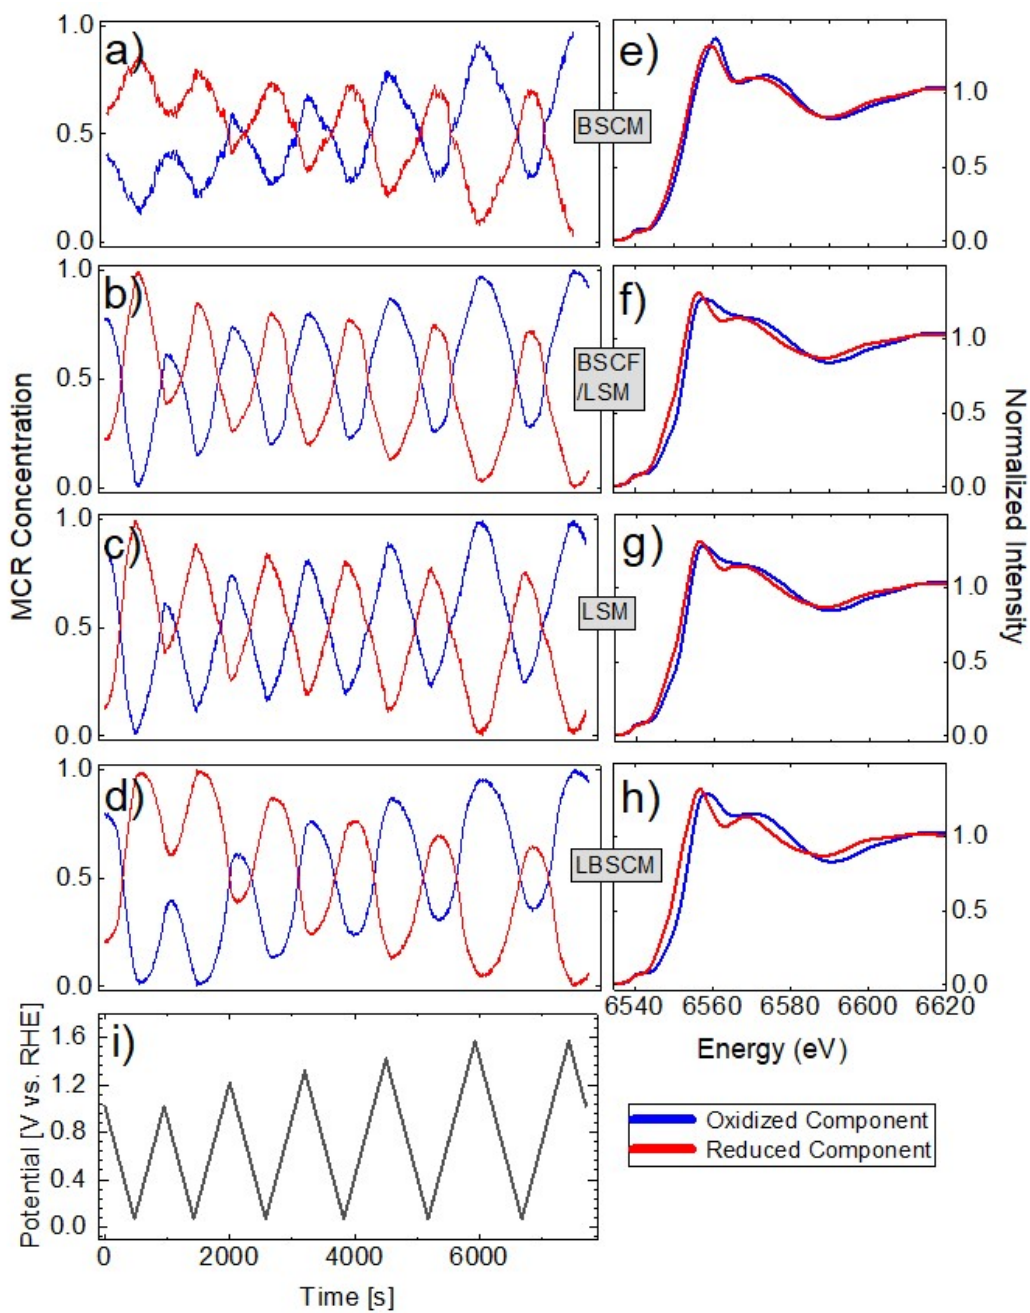 1.0
a)
0.5
0.0
e)
BSCM
1.0
0.5
0.0
1.0
b)
0.5
0.0
f)
BSCF
/LSM
1.0
0.5
0.0
1.0
c)
0.5
0.0
g)
LSM
1.0
0.5
0.0
1.0
d)
0.5
0.0
h)
LBSCM
1.0
0.5
0.0
6540 6560 6580 6600 6620
Energy (eV)
MCR Concentration
Normalized Intensity
i)
1.6
1.2
0.8
0.4
0.0
Potential [V vs. RHE]
0 2000 4000 6000
Time [s]
Oxidized Component
Reduced Component